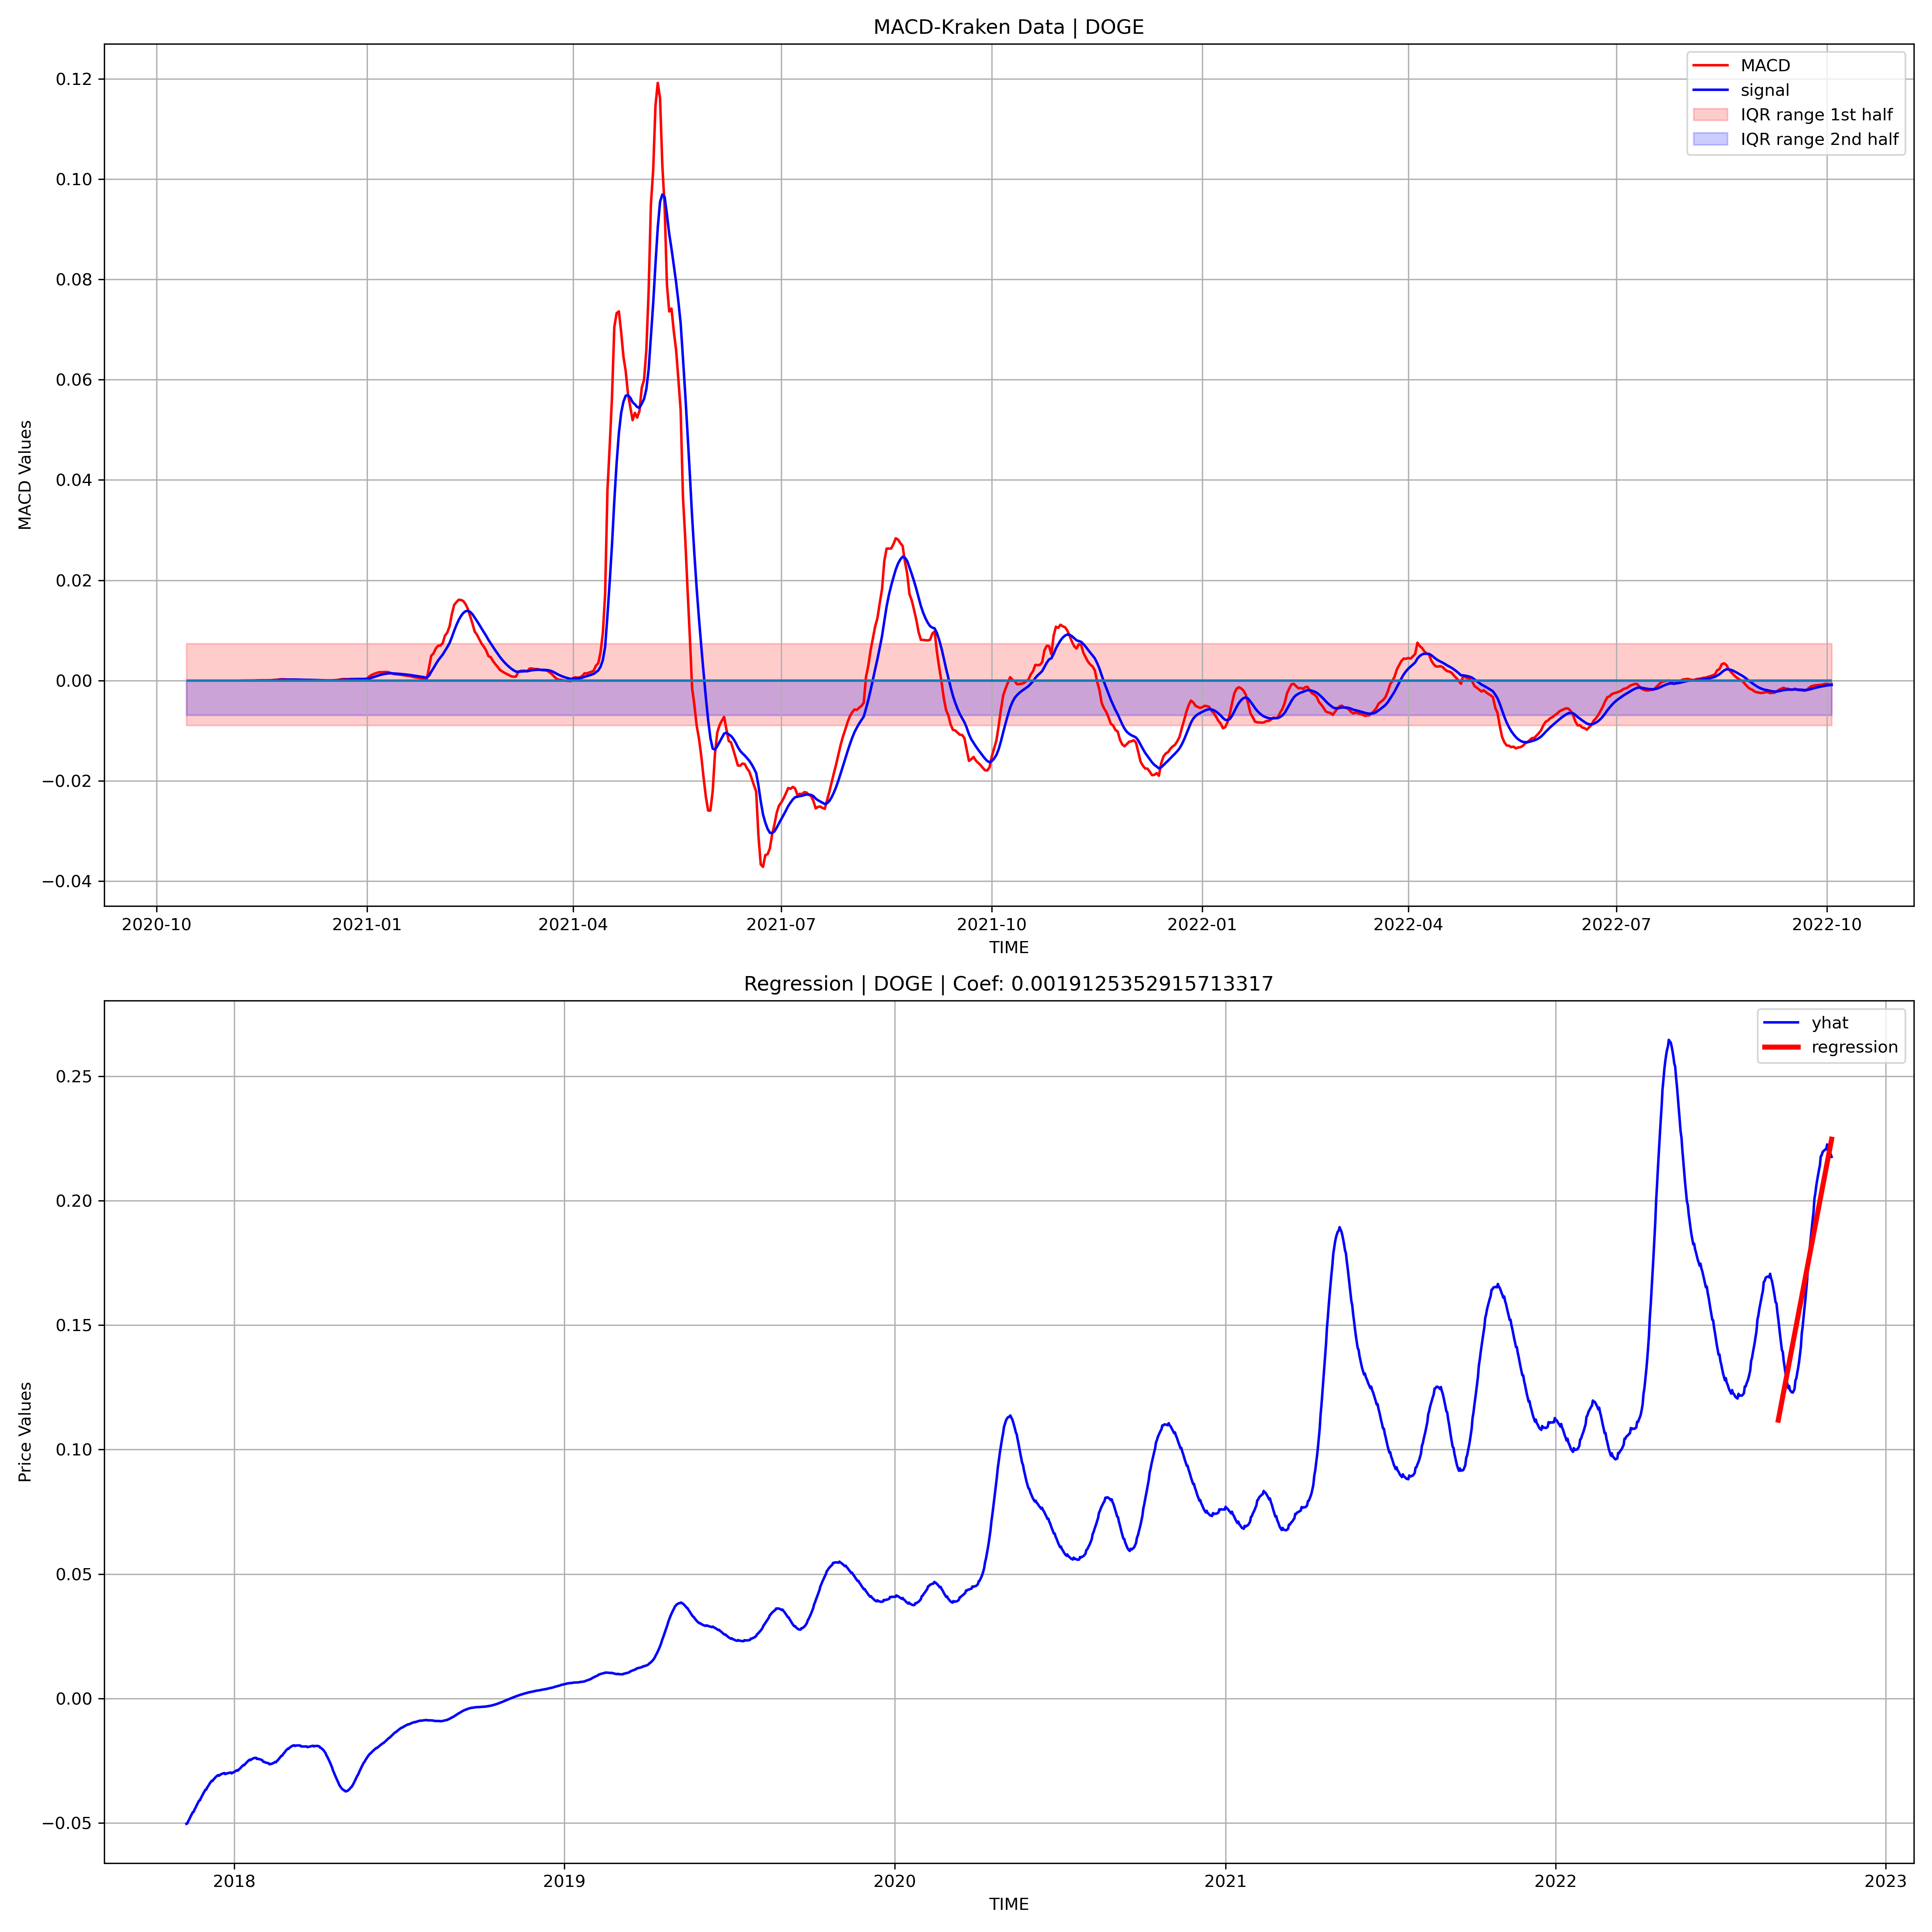 MACD-Kraken Data | DOGE
MACD
signal
IQR range 1st half
IQR range 2nd half
0.12
0.10
0.08
0.06
0.04
0.02
0.00
−0.02
−0.04
MACD Values
2020-10 2021-01 2021-04 2021-07 2021-10 2022-01 2022-04 2022-07 2022-10
TIME
Regression | DOGE | Coef: 0.0019125352915713317
yhat
regression
0.25
0.20
0.15
0.10
0.05
0.00
−0.05
Price Values
2018 2019 2020 2021 2022 2023
TIME